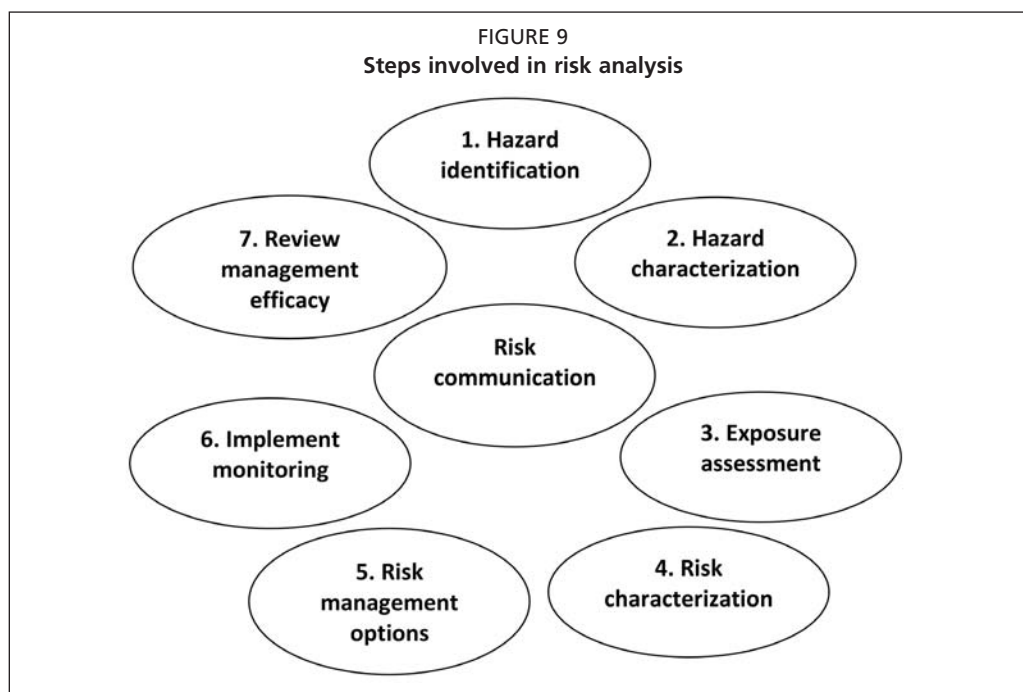 FIGURE 9
Steps involved in risk analysis
1. Hazard
identification
2. Hazard
characterization
3. Exposure
assessment
4. Risk
characterization
5. Risk
management
options
6. Implement
monitoring
7. Review
management
efficacy
Risk
communication